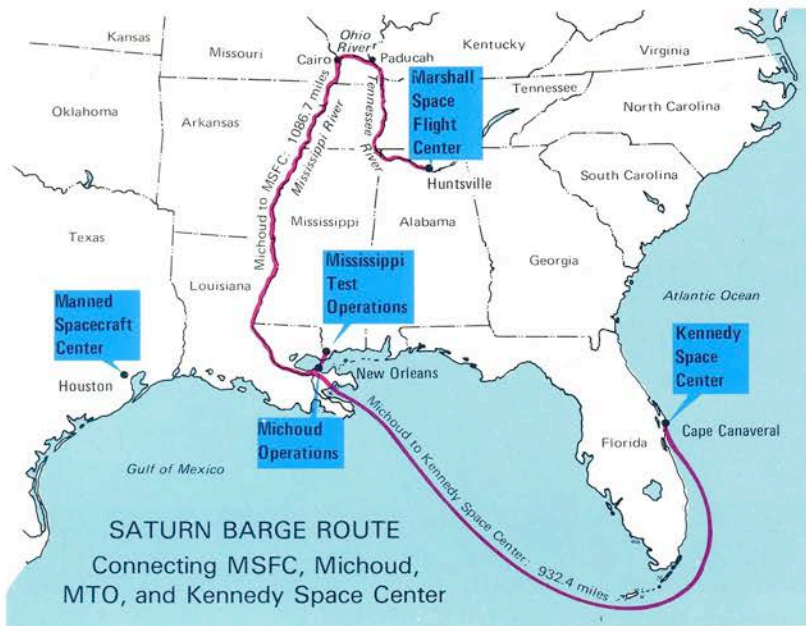 Kansas
Missouri
Ohio
River
Cairo
Paducah
Kentucky
Virginia
Marshall
Space
Flight
Center
Tennessee
North Carolina
Oklahoma
Arkansas
Michoud to MSFC: 1086.7 miles
Mississippi River
Tennessee
River
Huntsville
South Carolina
Texas
Mississippi
Alabama
Georgia
Louisiana
Mississippi
Test
Operations
Manned
Spacecraft
Center
Houston
Atlantic Ocean
Kennedy
Space
Center
New Orleans
Michoud
Operations
Cape Canaveral
Florida
Gulf of Mexico
Michoud to Kennedy Space Center: 932.4 miles
SATURN BARGE ROUTE
Connecting MSFC, Michoud,
MTO, and Kennedy Space Center